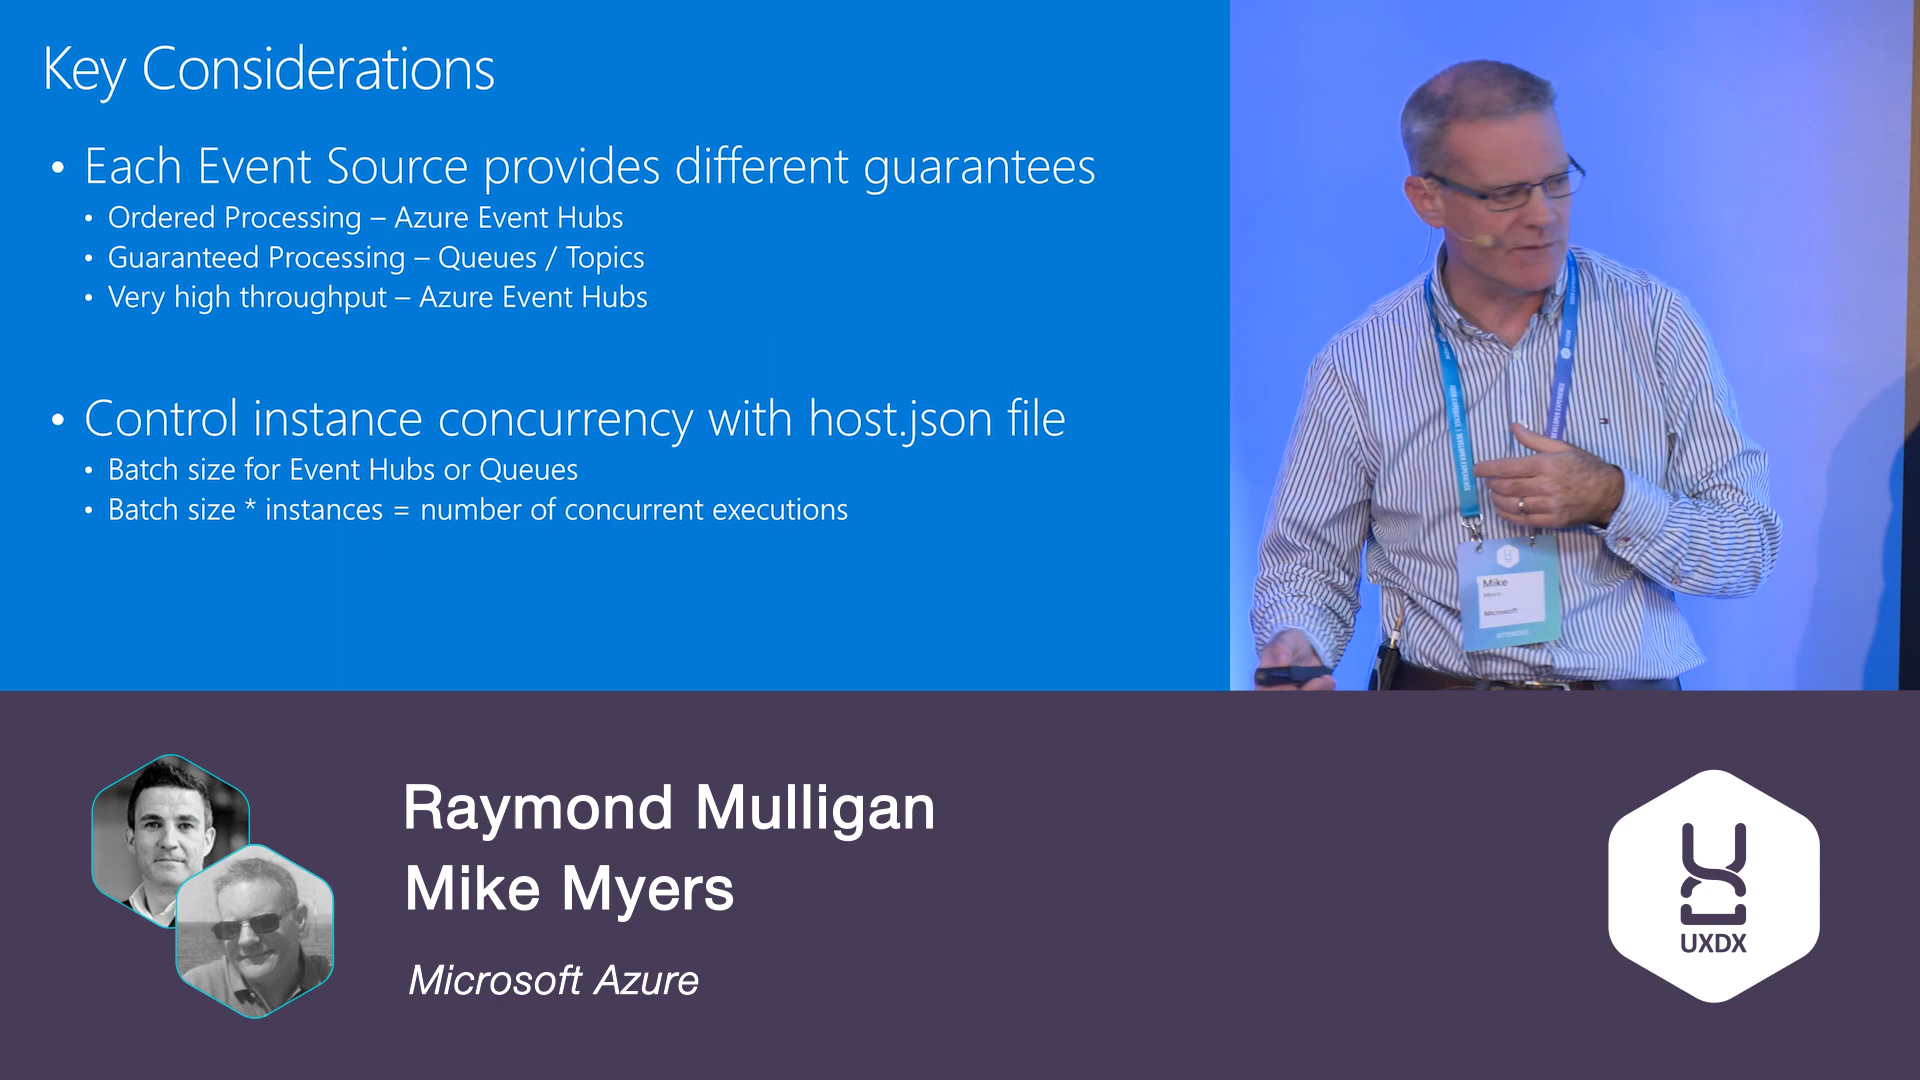 Key Considerations
• Each Event Source provides different guarantees
• Ordered Processing – Azure Event Hubs
• Guaranteed Processing – Queues / Topics
• Very high throughput – Azure Event Hubs
• Control instance concurrency with host.json file
• Batch size for Event Hubs or Queues
• Batch size * instances = number of concurrent executions
Mike
Myers
Microsoft
Raymond Mulligan
Mike Myers
Microsoft Azure
UXDX